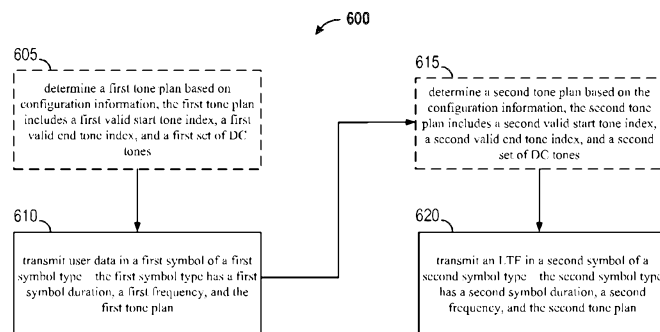 600
605
determine a first tone plan based on
configuration information, the first tone plan
includes a first valid start tone index, a first
valid end tone index, and a first set of DC
tones
610
transmit user data in a first symbol of a first
symbol type the first symbol type has a first
symbol duration, a first frequency, and the
first tone plan
615
determine a second tone plan based on the
configuration information, the second tone
plan includes a second valid start tone index,
a second valid end tone index, and a second
set of DC tones
620
transmit an LTF in a second symbol of a
second symbol type the second symbol type
has a second symbol duration, a second
frequency, and the second tone plan